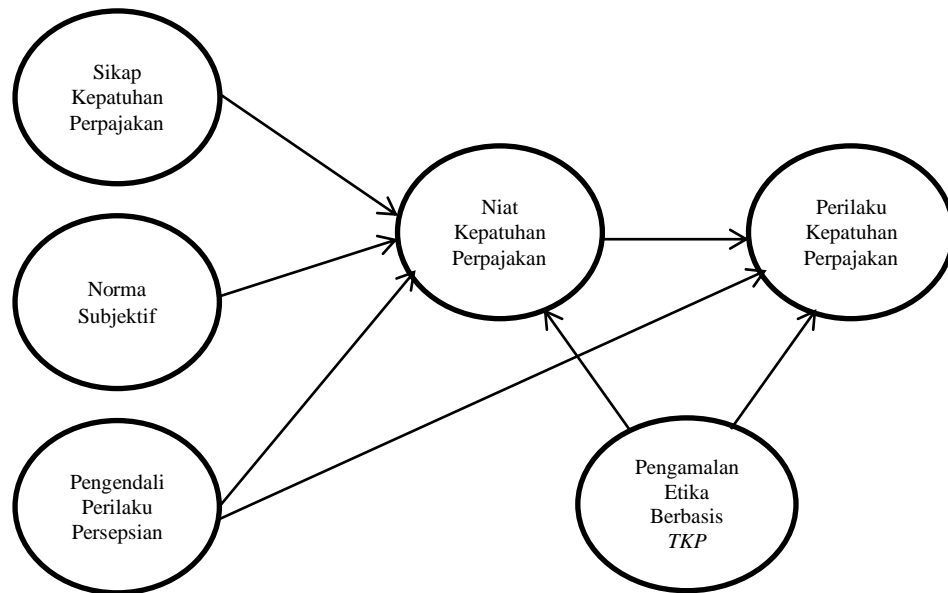 Sikap
Kepatuhan
Perpajakan
Niat
Kepatuhan
Perpajakan
Perilaku
Kepatuhan
Perpajakan
Norma
Subjektif
Pengendali
Perilaku
Persepsian
Pengamalan
Etika
Berbasis
TKP